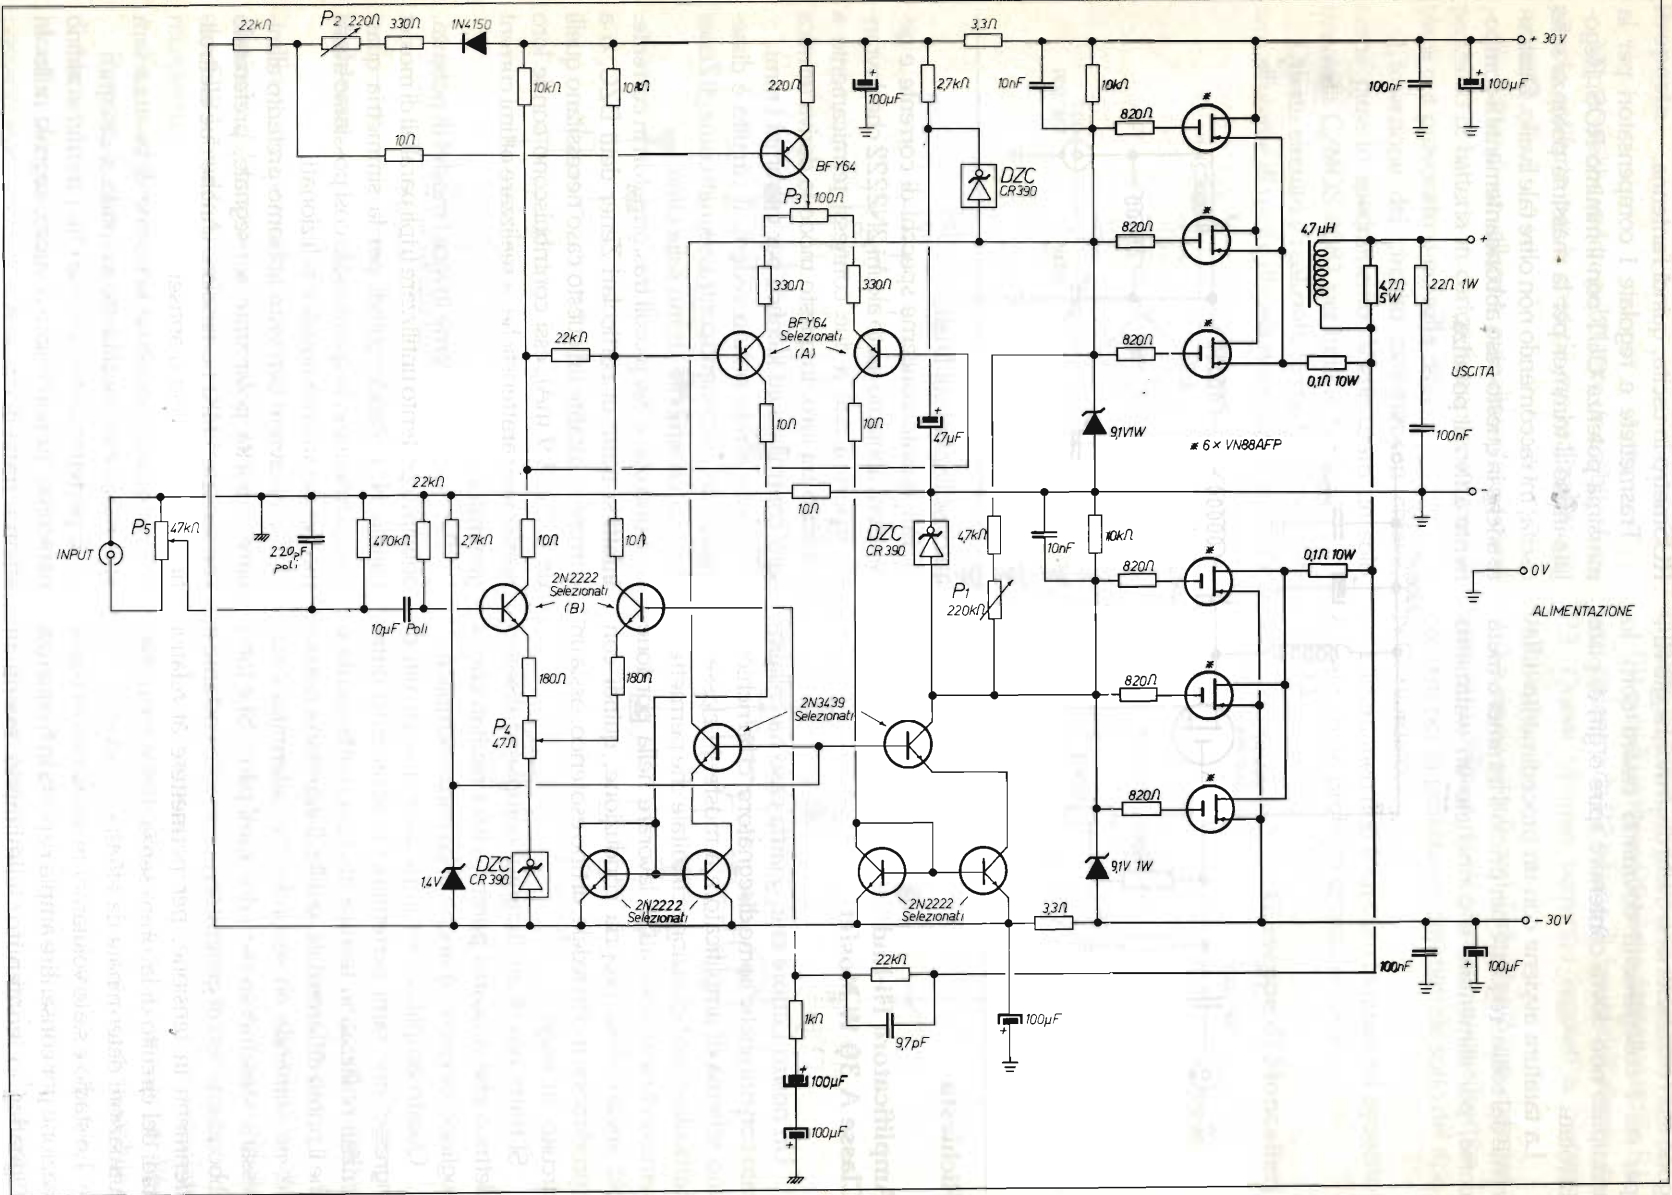 22kΩ
P2 220Ω
330Ω
1N4150
3,3Ω
+ 30V
10kΩ
10kΩ
220Ω
100µF
2,7kΩ
10nF
10kΩ
820Ω
*
100nF
100µF
10Ω
BFY64
P3 100Ω
DZC
CR390
820Ω
*
4,7µH
+
4,7Ω
5W
22Ω 1W
330Ω
330Ω
BFY64
Selezionati
(A)
22kΩ
820Ω
*
0,1Ω 10W
USCITA
10Ω
10Ω
47µF
9,1V1W
* 6 × VN88AFP
100nF
22kΩ
10Ω
-
INPUT
P5
47kΩ
220pF
poli
470kΩ
2,7kΩ
10Ω
10Ω
DZC
CR 390
4,7kΩ
10nF
10kΩ
820Ω
*
0,1Ω 10W
0V
2N2222
Selezionati
(B)
10µF Poli
P1
220kΩ
ALIMENTAZIONE
180Ω
180Ω
820Ω
*
P4
47Ω
2N3439
Selezionati
820Ω
*
1,4V
DZC
CR 390
9,1V 1W
2N2222
Selezionati
2N2222
Selezionati
3,3Ω
- 30V
22kΩ
100nF
100µF
1kΩ
9,7pF
100µF
100µF
+
100µF
+